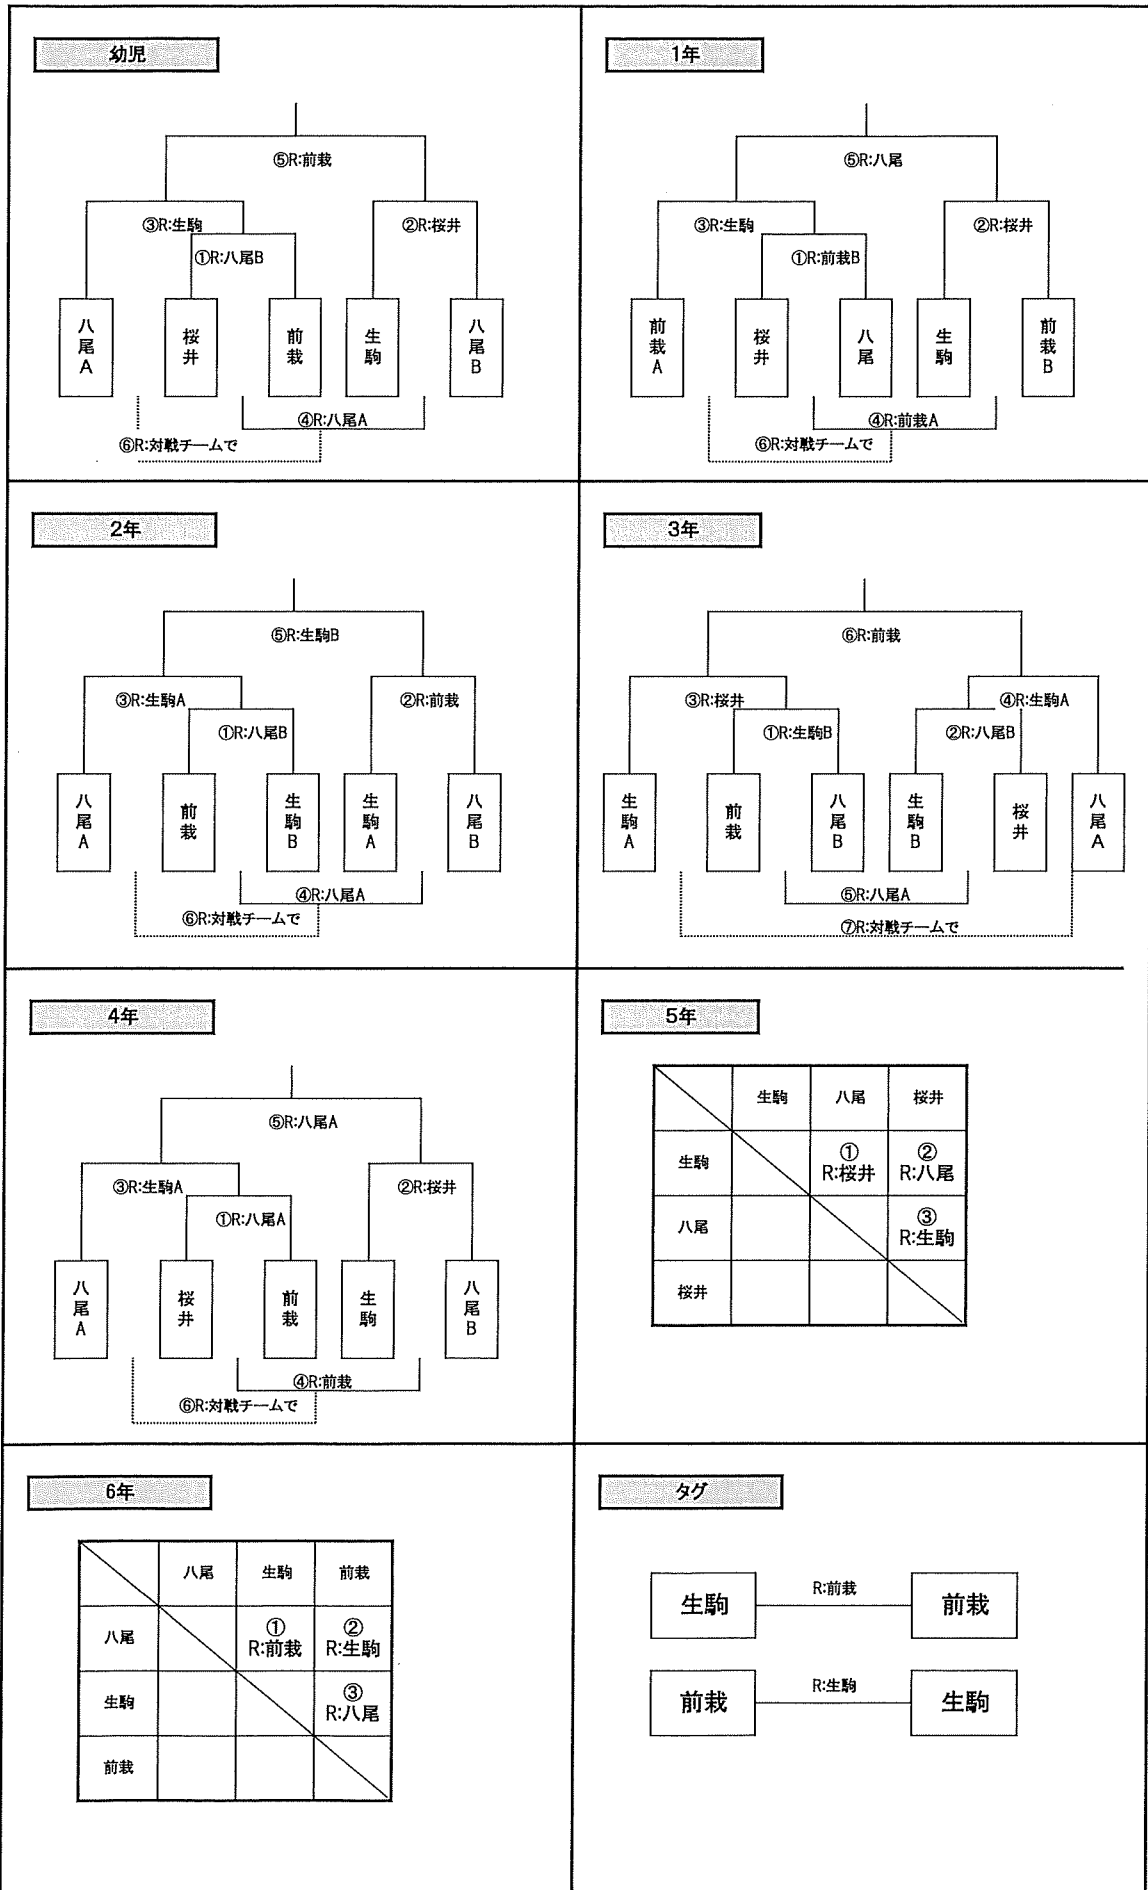 幼児
⑤R:前栽
③R:生駒
②R:桜井
①R:八尾B
八尾A
桜井
前栽
生駒
八尾B
④R:八尾A
⑥R:対戦チームで
1年
⑤R:八尾
③R:生駒
②R:桜井
①R:前栽B
前栽A
桜井
八尾
生駒
前栽B
④R:前栽A
⑥R:対戦チームで
2年
⑤R:生駒B
③R:生駒A
②R:前栽
①R:八尾B
八尾A
前栽
生駒B
生駒A
八尾B
④R:八尾A
⑥R:対戦チームで
3年
⑥R:前栽
③R:桜井
④R:生駒A
①R:生駒B
②R:八尾B
生駒A
前栽
八尾B
生駒B
桜井
八尾A
⑤R:八尾A
⑦R:対戦チームで
4年
⑤R:八尾A
③R:生駒A
②R:桜井
①R:八尾A
八尾A
桜井
前栽
生駒
八尾B
④R:前栽
⑥R:対戦チームで
5年
生駒 八尾 桜井
生駒 ① ②
R:桜井 R:八尾
八尾 ③
R:生駒
桜井
6年
八尾 生駒 前栽
八尾 ① ②
R:前栽 R:生駒
生駒 ③
R:八尾
前栽
タグ
生駒 R:前栽 前栽
前栽 R:生駒 生駒